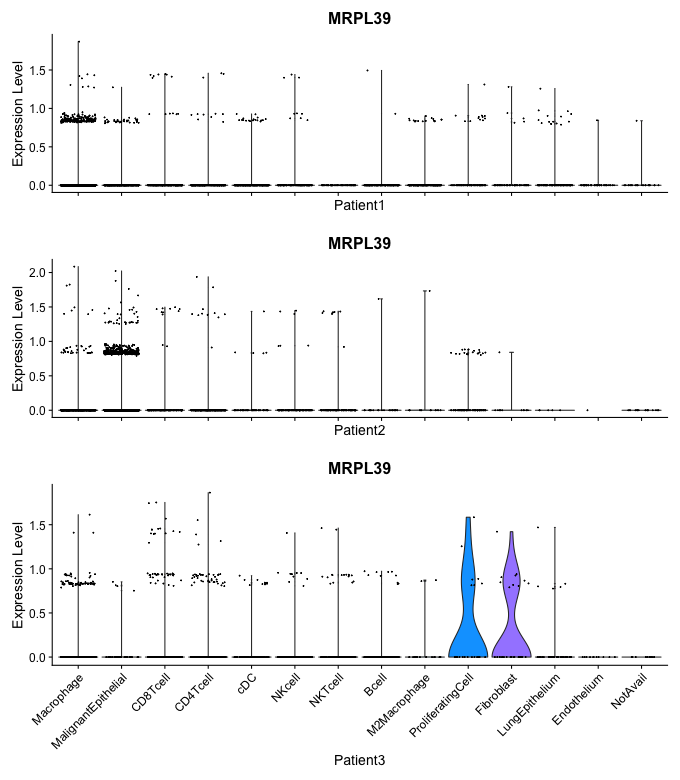 MRPL39
Expression Level
1.5
1.0
0.5
0.0
Patient1
MRPL39
Expression Level
2.0
1.5
1.0
0.5
0.0
Patient2
MRPL39
Expression Level
1.5
1.0
0.5
0.0
Macrophage
MalignantEpithelial
CD8Tcell
CD4Tcell
cDC
NKcell
NKTcell
Bcell
M2Macrophage
ProliferatingCell
Fibroblast
LungEpithelium
Endothelium
NotAvail
Patient3